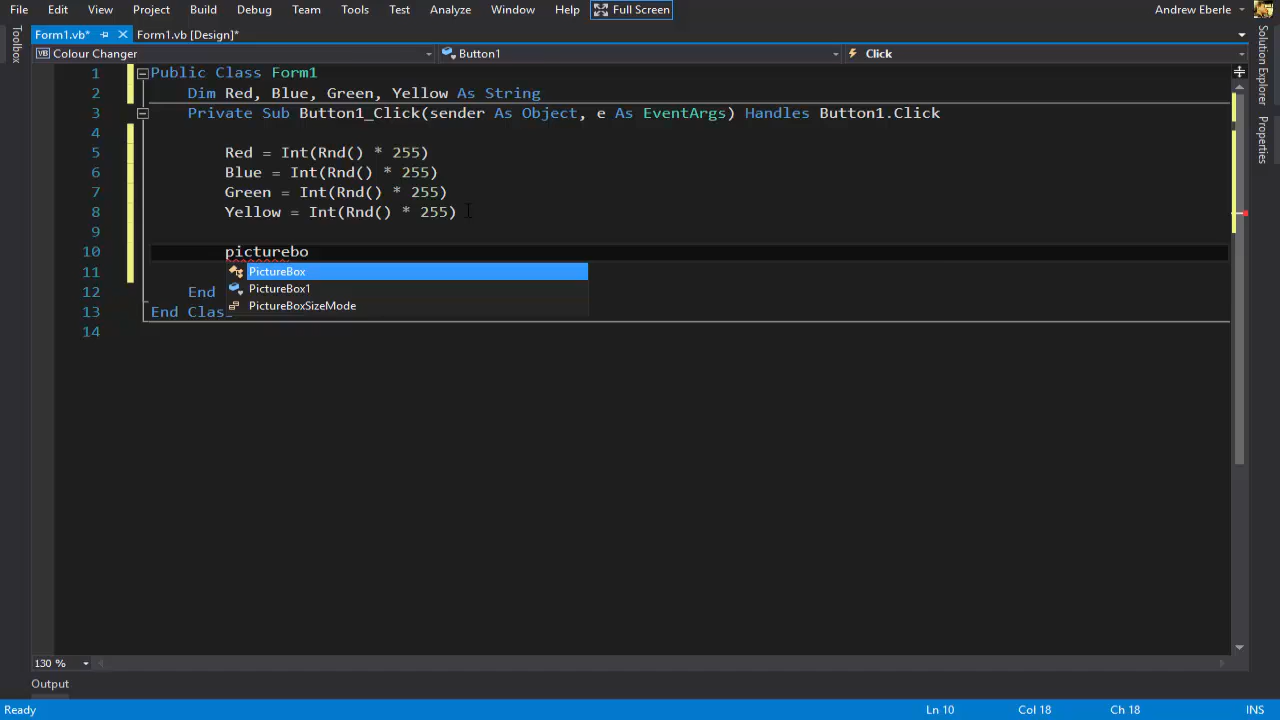 File Edit View Project Build Debug Team Tools Test Analyze Window Help Full Screen Andrew Eberle
Form1.vb* Form1.vb [Design]*
Toolbox
VB Colour Changer Button1 Click
Solution Explorer
Properties
1 Public Class Form1
2 Dim Red, Blue, Green, Yellow As String
3 Private Sub Button1_Click(sender As Object, e As EventArgs) Handles Button1.Click
4
5 Red = Int(Rnd() * 255)
6 Blue = Int(Rnd() * 255)
7 Green = Int(Rnd() * 255)
8 Yellow = Int(Rnd() * 255)
9
10 picturebo
PictureBox
11
PictureBox1
12 End
PictureBoxSizeMode
13 End Clas
14
130 %
Output
Ready Ln 10 Col 18 Ch 18 INS